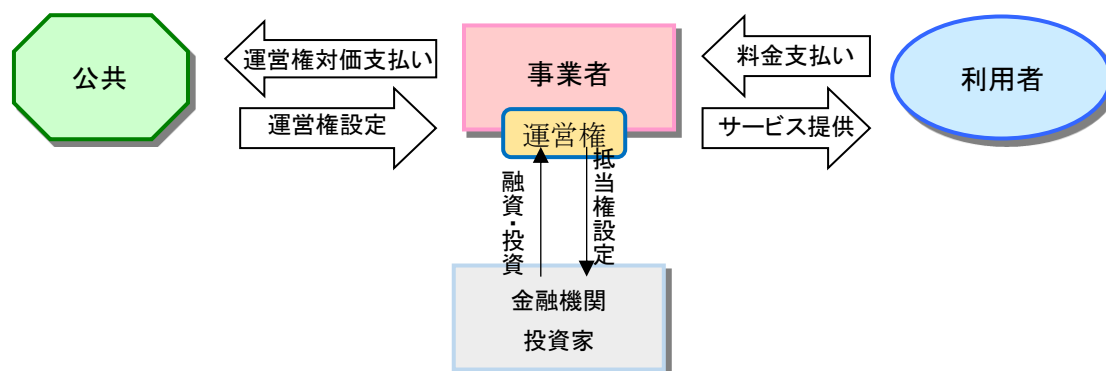 公共
運営権対価支払い
運営権設定
事業者
運営権
料金支払い
サービス提供
利用者
融資・投資
抵当権設定
金融機関
投資家